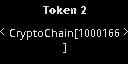 Token 2
< CryptoChain[1000166 >
]